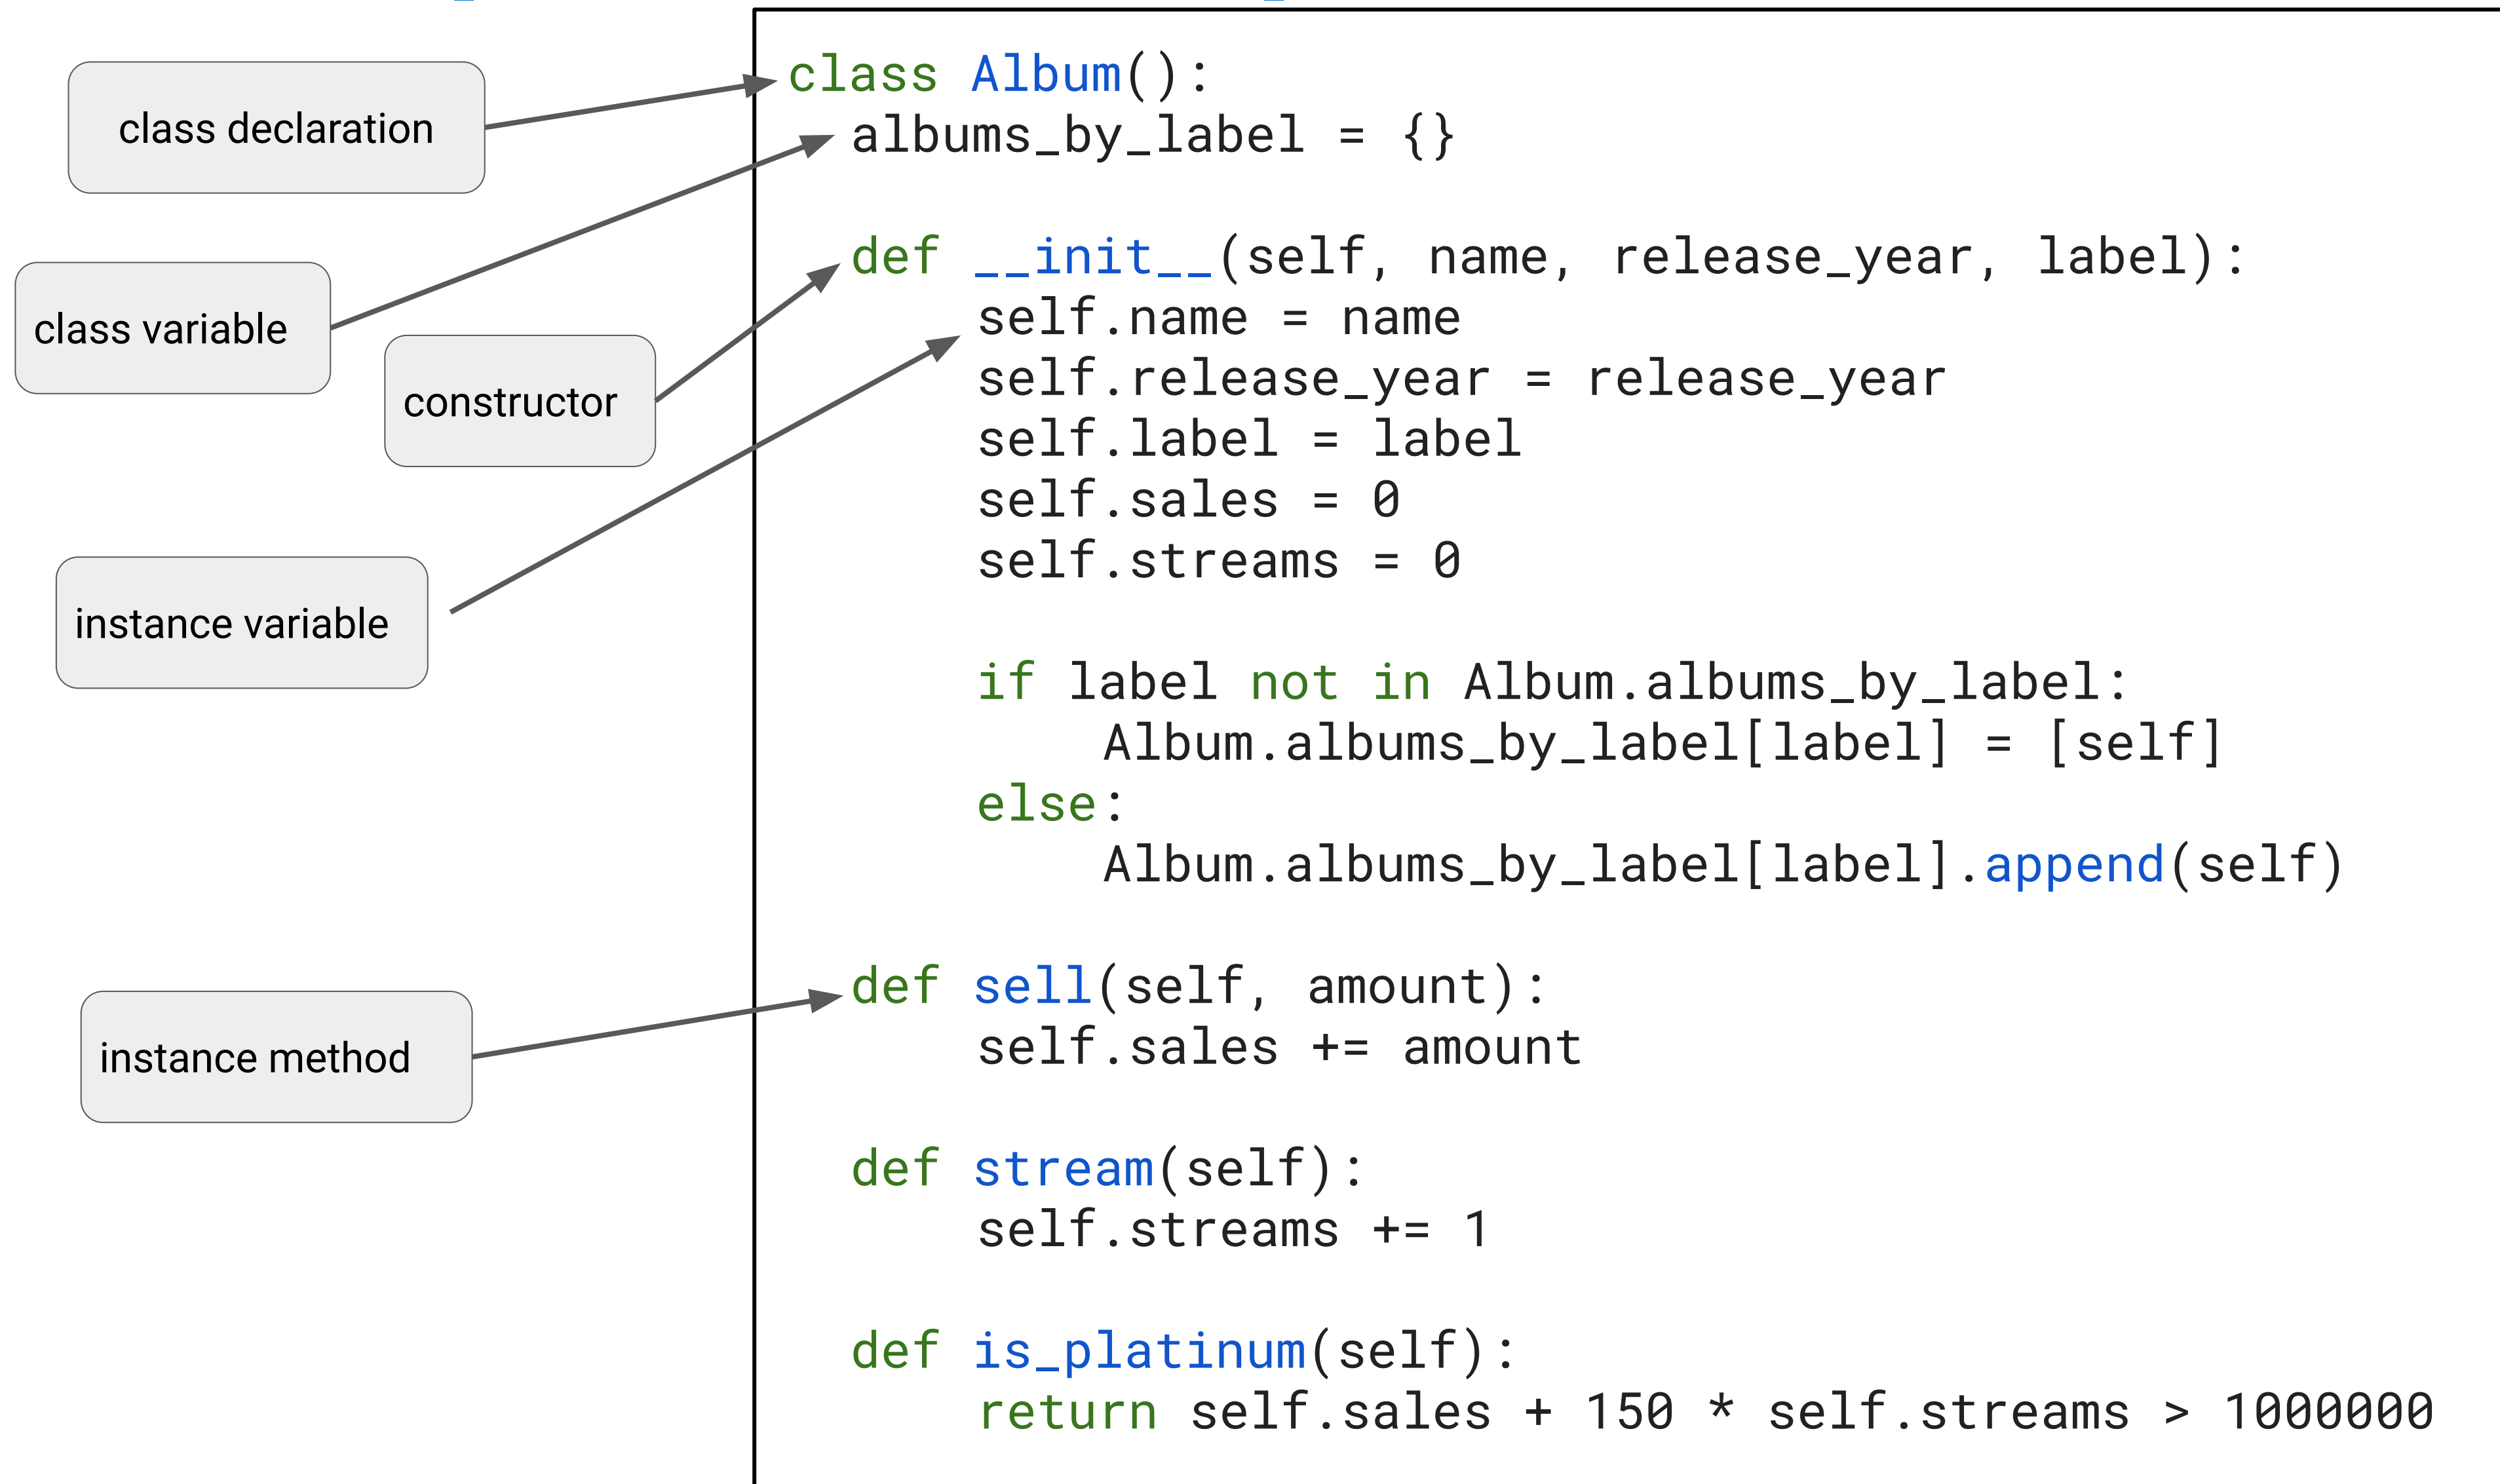 class declaration
class variable
constructor
instance variable
instance method
class Album():
albums_by_label = {}
def __init__(self, name, release_year, label):
self.name = name
self.release_year = release_year
self.label = label
self.sales = 0
self.streams = 0
if label not in Album.albums_by_label:
Album.albums_by_label[label] = [self]
else:
Album.albums_by_label[label].append(self)
def sell(self, amount):
self.sales += amount
def stream(self):
self.streams += 1
def is_platinum(self):
return self.sales + 150 * self.streams > 1000000